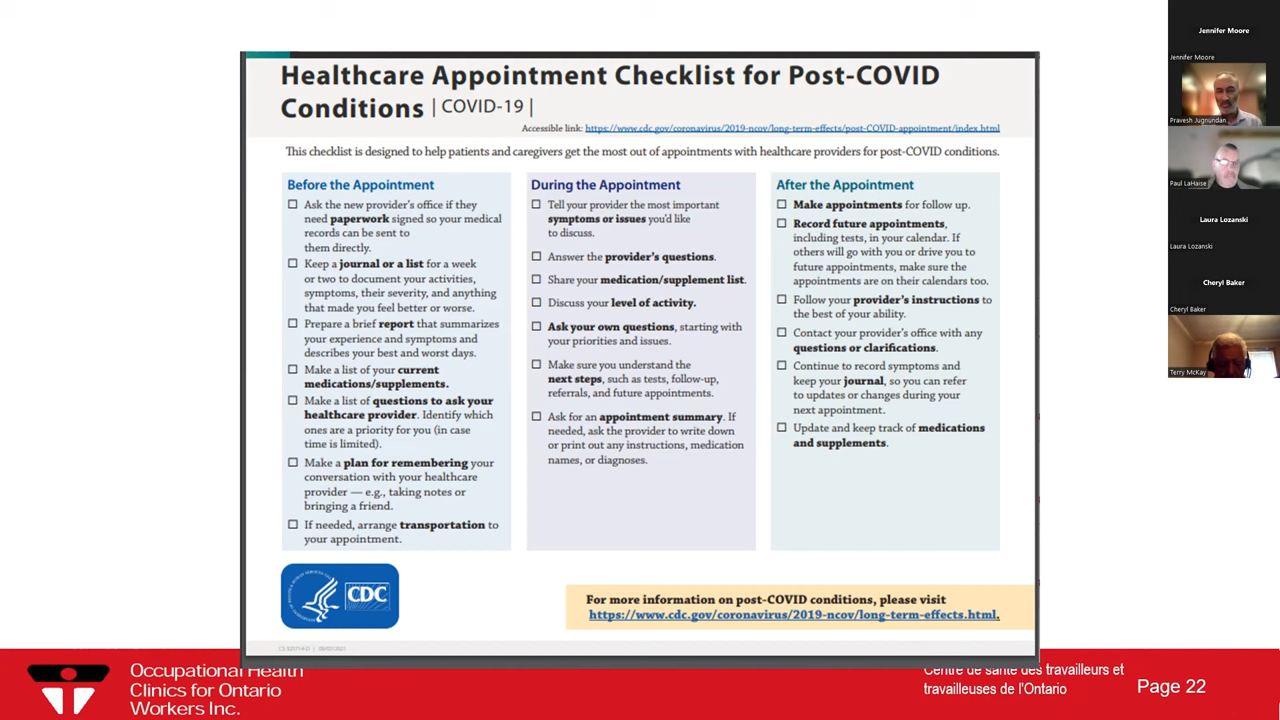 Healthcare Appointment Checklist for Post-COVID
Conditions | COVID-19 |
Accessible link: https://www.cdc.gov/coronavirus/2019-ncov/long-term-effects/post-COVID-appointment/index.html
This checklist is designed to help patients and caregivers get the most out of appointments with healthcare providers for post-COVID conditions.
Before the Appointment
Ask the new provider's office if they
need paperwork signed so your medical
records can be sent to
them directly.
Keep a journal or a list for a week
or two to document your activities,
symptoms, their severity, and anything
that made you feel better or worse.
Prepare a brief report that summarizes
your experience and symptoms and
describes your best and worst days.
Make a list of your current
medications/supplements.
Make a list of questions to ask your
healthcare provider. Identify which
ones are a priority for you (in case
time is limited).
Make a plan for remembering your
conversation with your healthcare
provider — e.g., taking notes or
bringing a friend.
If needed, arrange transportation to
your appointment.
During the Appointment
Tell your provider the most important
symptoms or issues you'd like
to discuss.
Answer the provider's questions.
Share your medication/supplement list.
Discuss your level of activity.
Ask your own questions, starting with
your priorities and issues.
Make sure you understand the
next steps, such as tests, follow-up,
referrals, and future appointments.
Ask for an appointment summary. If
needed, ask the provider to write down
or print out any instructions, medication
names, or diagnoses.
After the Appointment
Make appointments for follow up.
Record future appointments,
including tests, in your calendar. If
others will go with you or drive you to
future appointments, make sure the
appointments are on their calendars too.
Follow your provider's instructions to
the best of your ability.
Contact your provider's office with any
questions or clarifications.
Continue to record symptoms and
keep your journal, so you can refer
to updates or changes during your
next appointment.
Update and keep track of medications
and supplements.
CDC
For more information on post-COVID conditions, please visit
https://www.cdc.gov/coronavirus/2019-ncov/long-term-effects.html.
Occupational Health
Clinics for Ontario
Workers Inc.
Centre de santé des travailleurs et
travailleuses de l'Ontario
Page 22
Jennifer Moore
Jennifer Moore
Pravesh Jugnundan
Paul LaHaise
Laura Lozanski
Laura Lozanski
Cheryl Baker
Cheryl Baker
Terry McKay